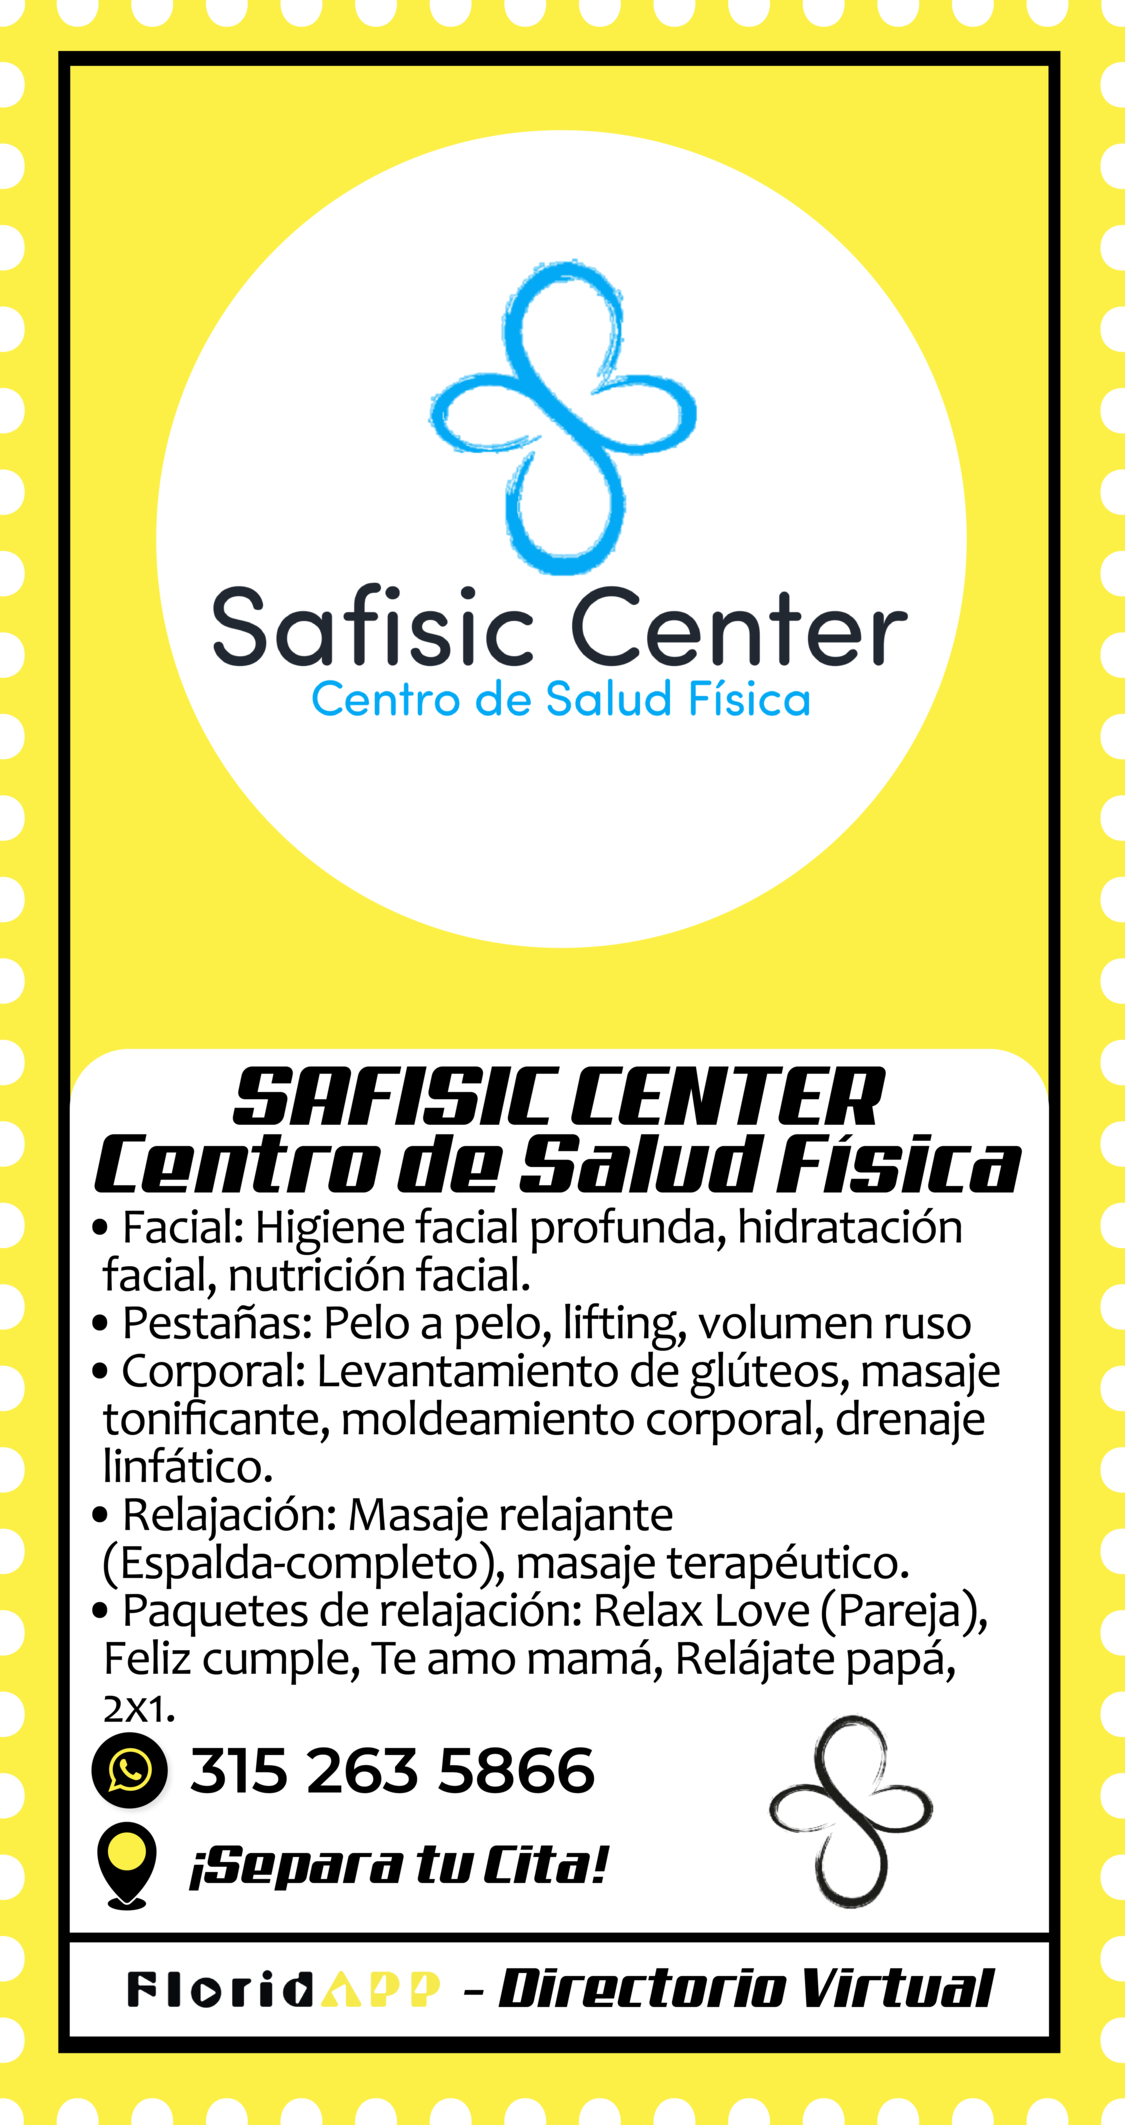 Safisic Center
Centro de Salud Física
SAFISIC CENTER
Centro de Salud Física
• Facial: Higiene facial profunda, hidratación
facial, nutrición facial.
• Pestañas: Pelo a pelo, lifting, volumen ruso
• Corporal: Levantamiento de glúteos, masaje
tonificante, moldeamiento corporal, drenaje
linfático.
• Relajación: Masaje relajante
(Espalda-completo), masaje terapéutico.
• Paquetes de relajación: Relax Love (Pareja),
Feliz cumple, Te amo mamá, Relájate papá,
2x1.
315 263 5866
¡Separa tu Cita!
FloridAPP - Directorio Virtual